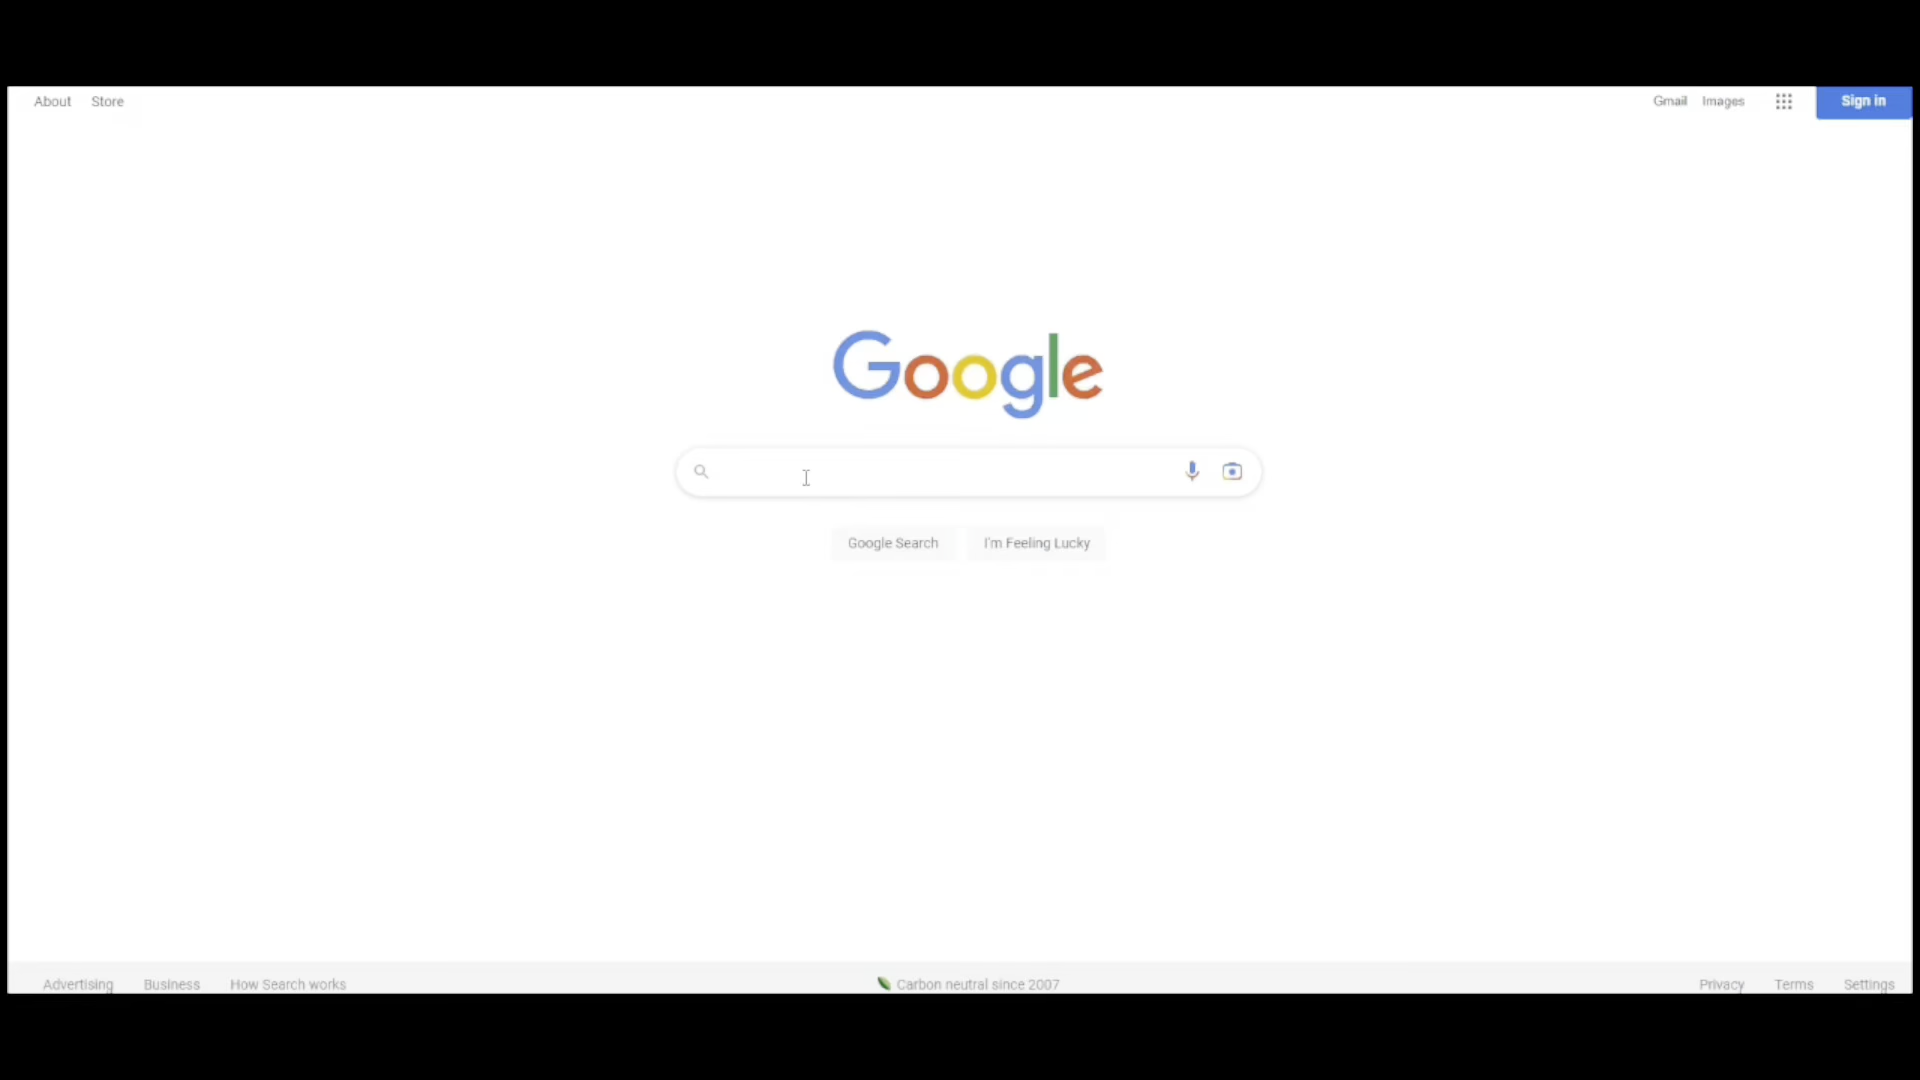 About Store Gmail Images Sign in
Google
Google Search I'm Feeling Lucky
Advertising Business How Search works Carbon neutral since 2007 Privacy Terms Settings